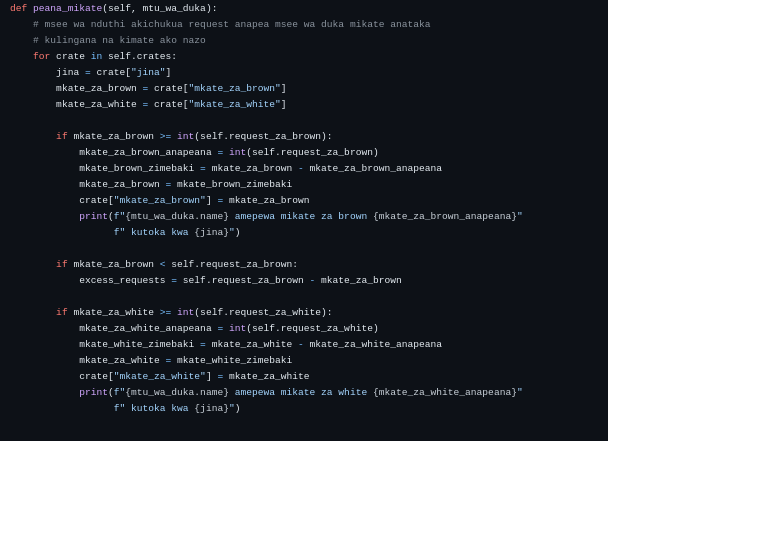 def peana_mikate(self, mtu_wa_duka):
    # msee wa nduthi akichukua request anapea msee wa duka mikate anataka
    # kulingana na kimate ako nazo
    for crate in self.crates:
        jina = crate["jina"]
        mkate_za_brown = crate["mkate_za_brown"]
        mkate_za_white = crate["mkate_za_white"]

        if mkate_za_brown >= int(self.request_za_brown):
            mkate_za_brown_anapeana = int(self.request_za_brown)
            mkate_brown_zimebaki = mkate_za_brown - mkate_za_brown_anapeana
            mkate_za_brown = mkate_brown_zimebaki
            crate["mkate_za_brown"] = mkate_za_brown
            print(f"{mtu_wa_duka.name} amepewa mikate za brown {mkate_za_brown_anapeana}"
                  f" kutoka kwa {jina}")

        if mkate_za_brown < self.request_za_brown:
            excess_requests = self.request_za_brown - mkate_za_brown

        if mkate_za_white >= int(self.request_za_white):
            mkate_za_white_anapeana = int(self.request_za_white)
            mkate_white_zimebaki = mkate_za_white - mkate_za_white_anapeana
            mkate_za_white = mkate_white_zimebaki
            crate["mkate_za_white"] = mkate_za_white
            print(f"{mtu_wa_duka.name} amepewa mikate za white {mkate_za_white_anapeana}"
                  f" kutoka kwa {jina}")